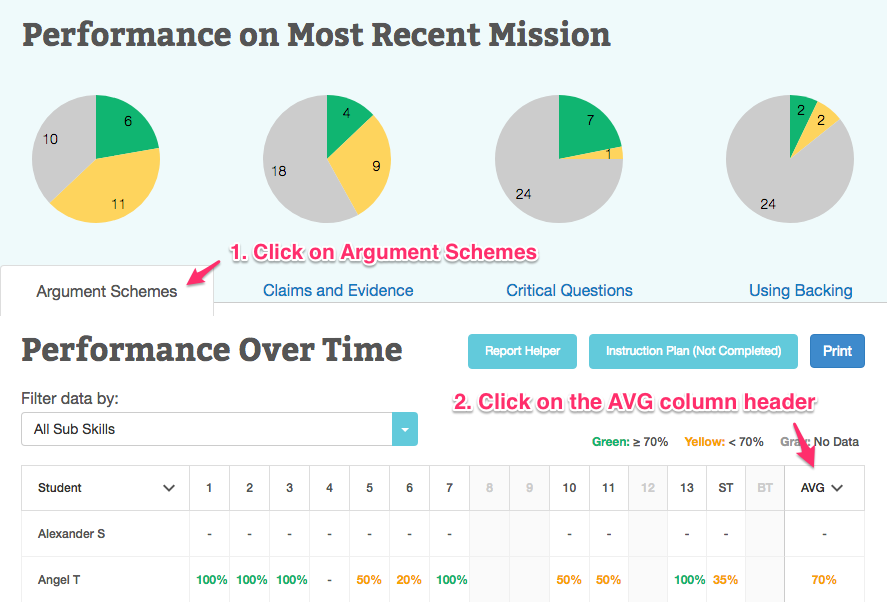 Performance on Most Recent Mission
6
10
11
4
9
18
7
1
24
2
2
24
1. Click on Argument Schemes
Argument Schemes
Claims and Evidence
Critical Questions
Using Backing
Performance Over Time
Report Helper
Instruction Plan (Not Completed)
Print
Filter data by:
2. Click on the AVG column header
All Sub Skills
Green: ≥ 70% Yellow: < 70% Gray: No Data
Student 1 2 3 4 5 6 7 8 9 10 11 12 13 ST BT AVG
Alexander S - - - - - - - - - - - -
Angel T 100% 100% 100% - 50% 20% 100% 50% 50% 100% 35% 70%